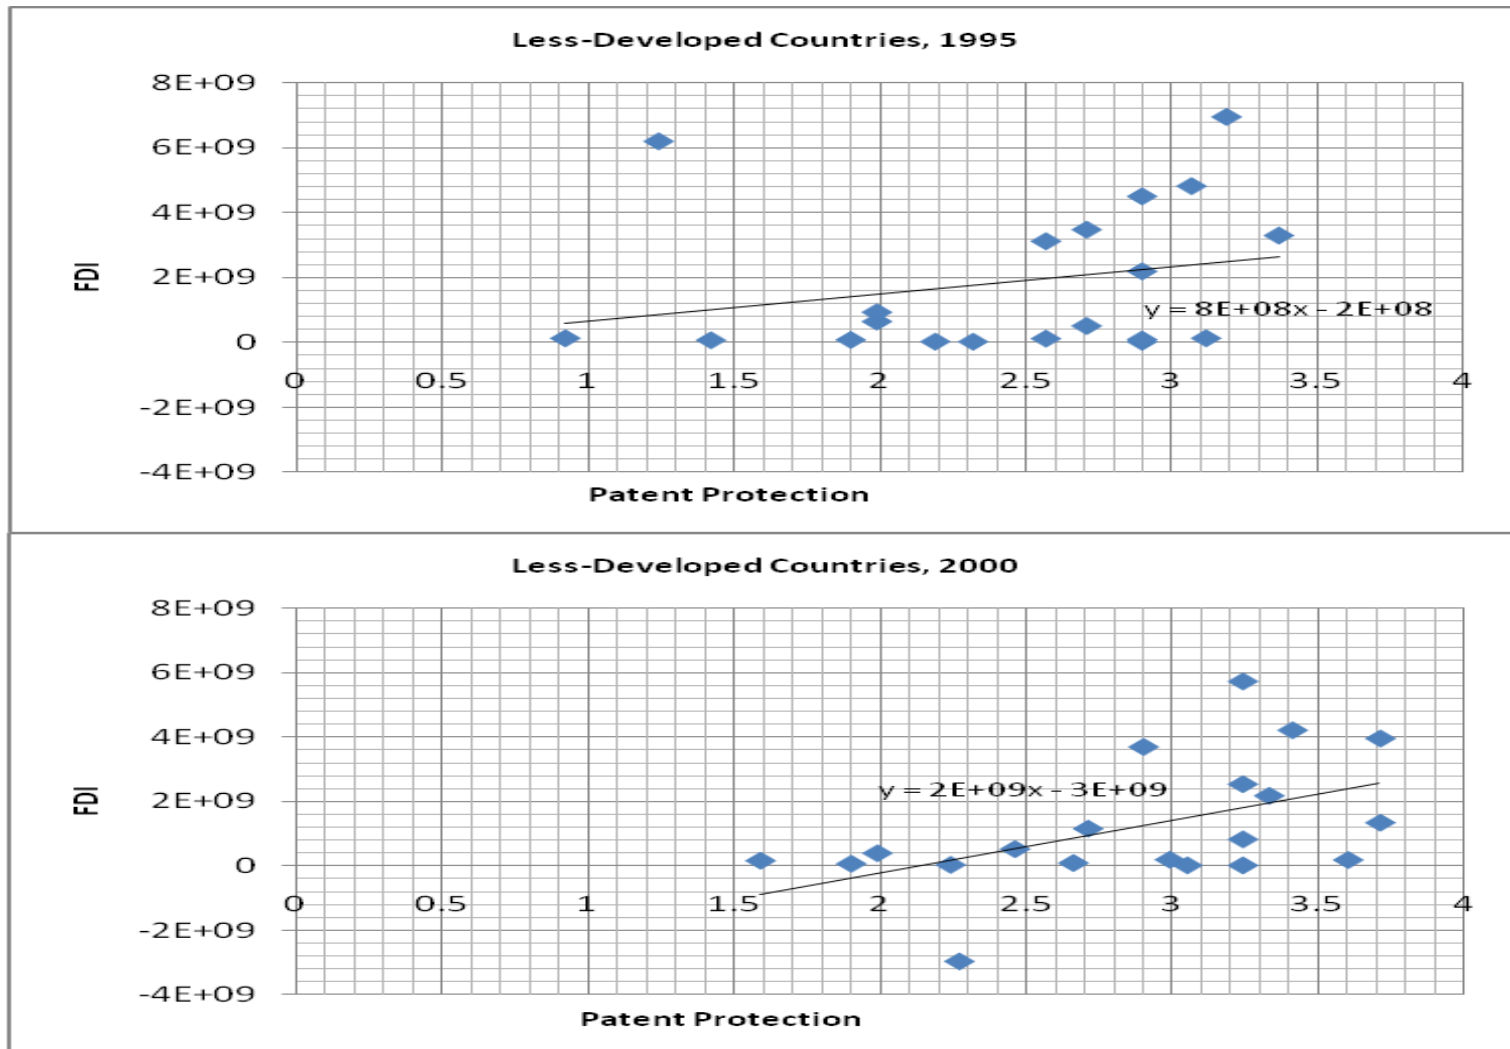 Less-Developed Countries, 1995
8E+09
6E+09
4E+09
2E+09
0
-2E+09
-4E+09
FDI
y = 8E+08x - 2E+08
0 0.5 1 1.5 2 2.5 3 3.5 4
Patent Protection
Less-Developed Countries, 2000
8E+09
6E+09
4E+09
2E+09
0
-2E+09
-4E+09
FDI
y = 2E+09x - 3E+09
0 0.5 1 1.5 2 2.5 3 3.5 4
Patent Protection